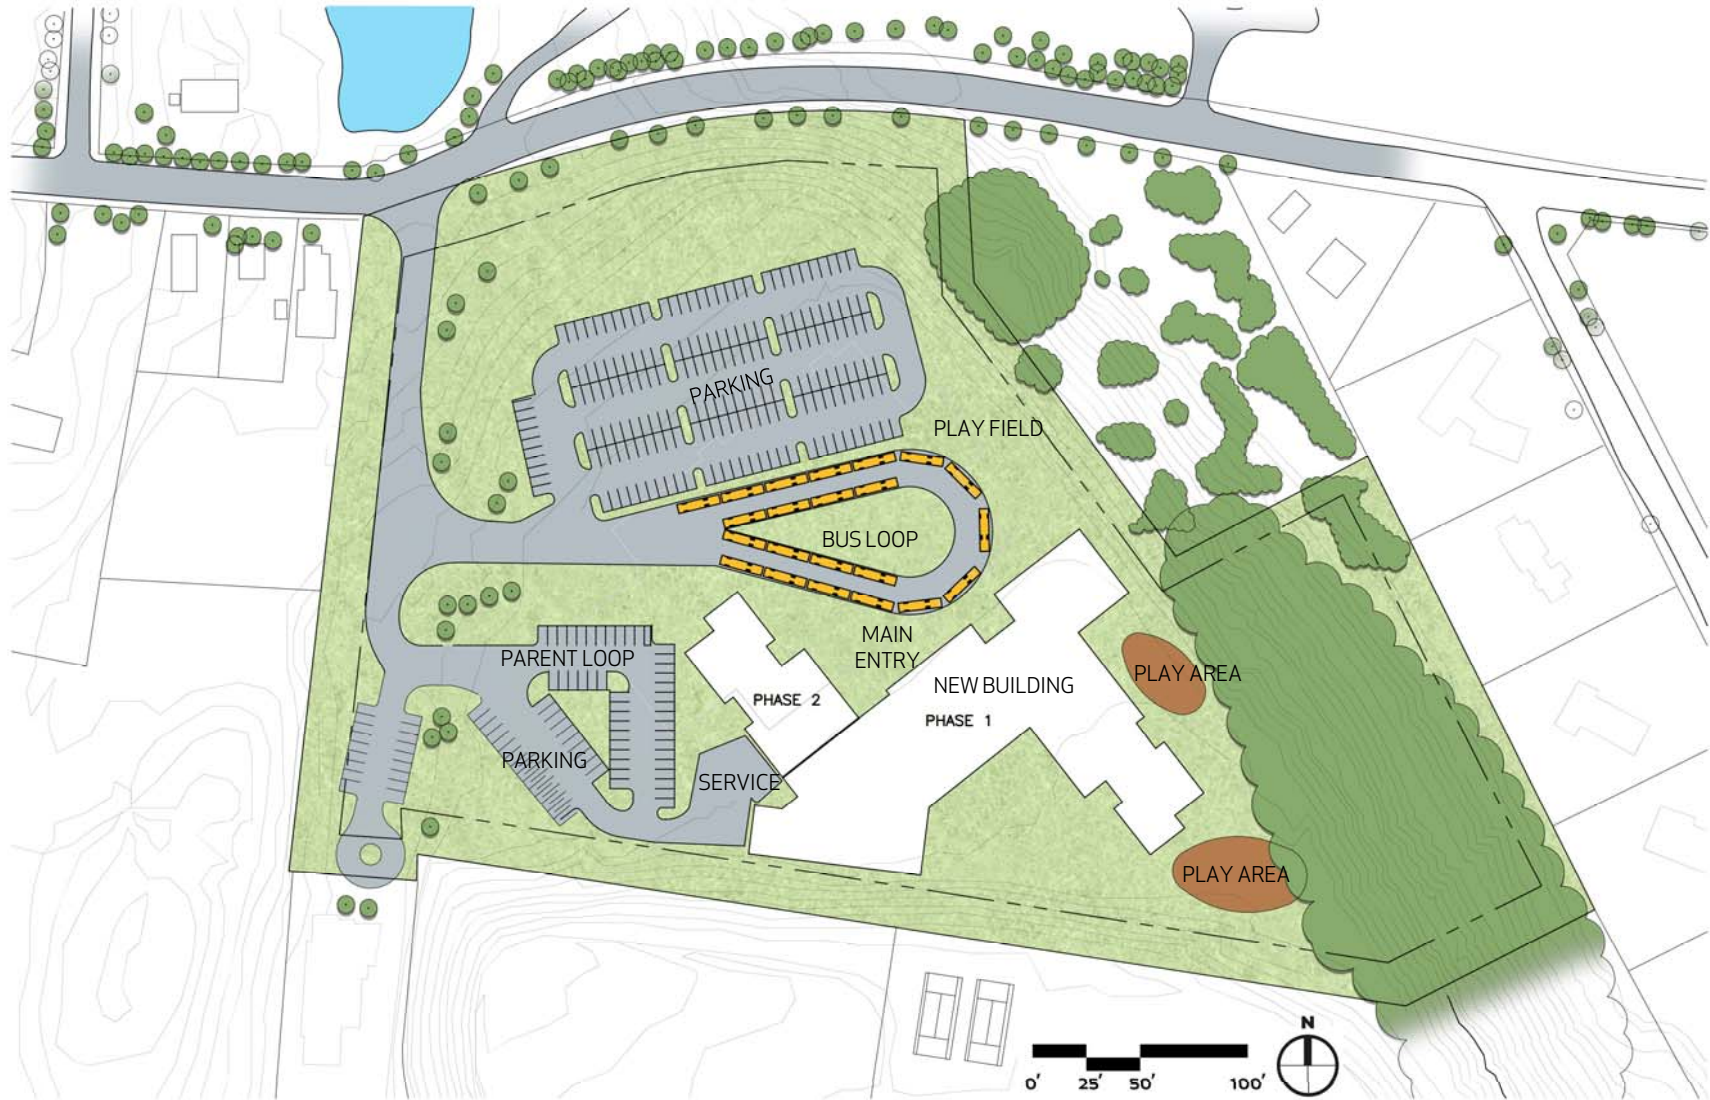 PARKING
PLAY FIELD
BUS LOOP
MAIN
ENTRY
PARENT LOOP
PLAY AREA
NEW BUILDING
PHASE 2
PHASE 1
PARKING
SERVICE
PLAY AREA
N
0' 25' 50' 100'